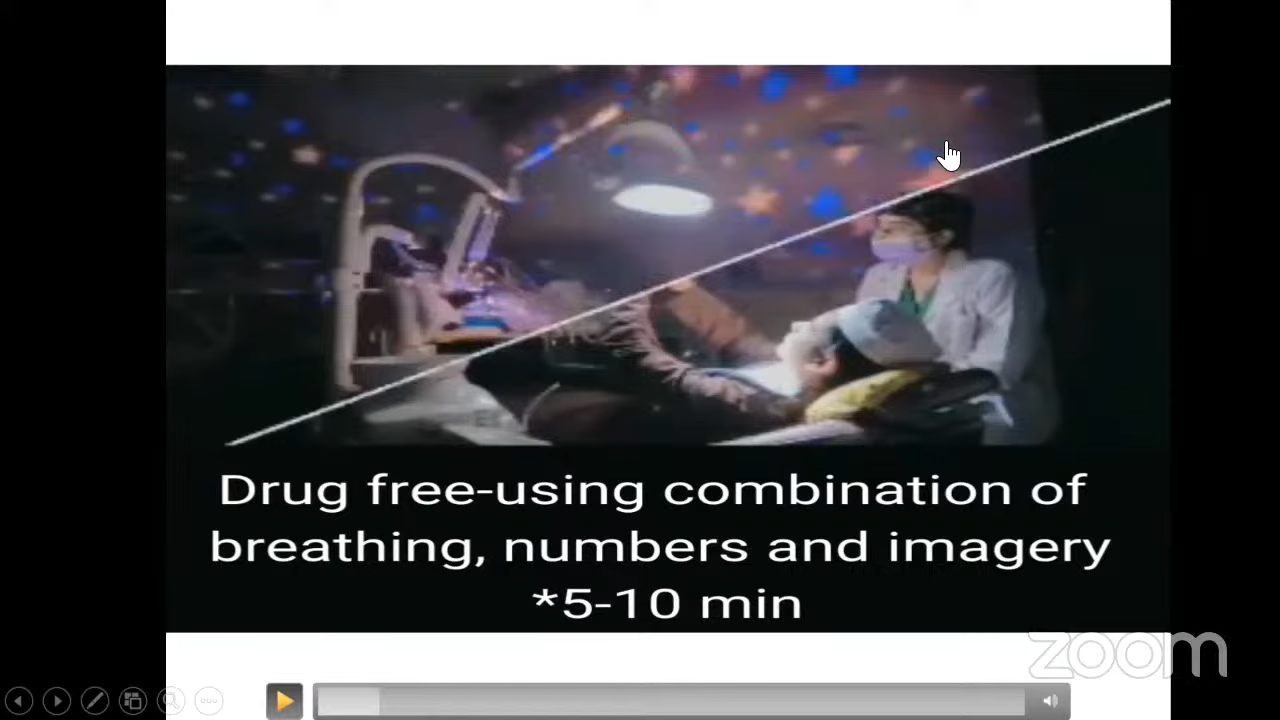 Drug free-using combination of
breathing, numbers and imagery
*5-10 min
zoom